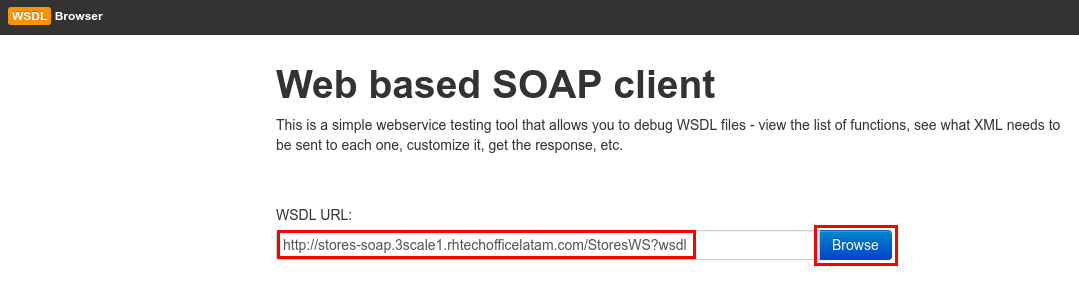 WSDL Browser
Web based SOAP client
This is a simple webservice testing tool that allows you to debug WSDL files - view the list of functions, see what XML needs to
be sent to each one, customize it, get the response, etc.
WSDL URL:
http://stores-soap.3scale1.rhtechofficelatam.com/StoresWS?wsdl Browse